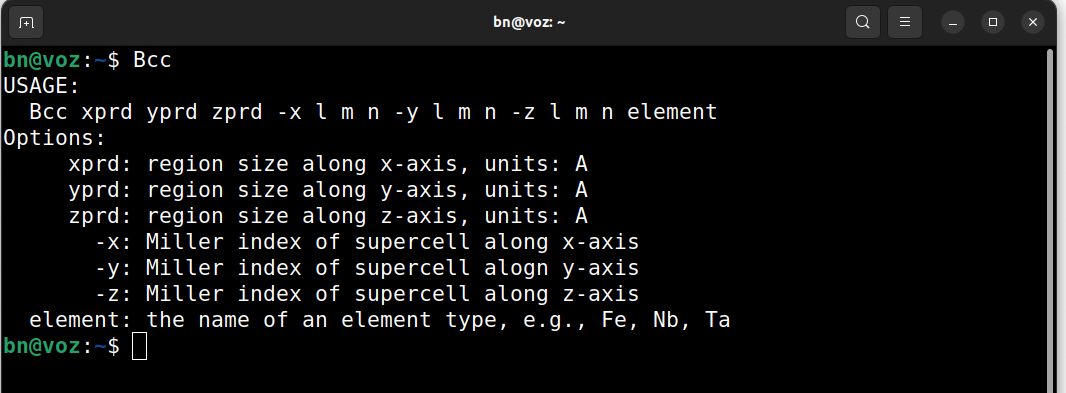 bn@voz: ~
bn@voz:~$ Bcc
USAGE:
  Bcc xprd yprd zprd -x l m n -y l m n -z l m n element
Options:
     xprd: region size along x-axis, units: A
     yprd: region size along y-axis, units: A
     zprd: region size along z-axis, units: A
       -x: Miller index of supercell along x-axis
       -y: Miller index of supercell alogn y-axis
       -z: Miller index of supercell along z-axis
  element: the name of an element type, e.g., Fe, Nb, Ta
bn@voz:~$